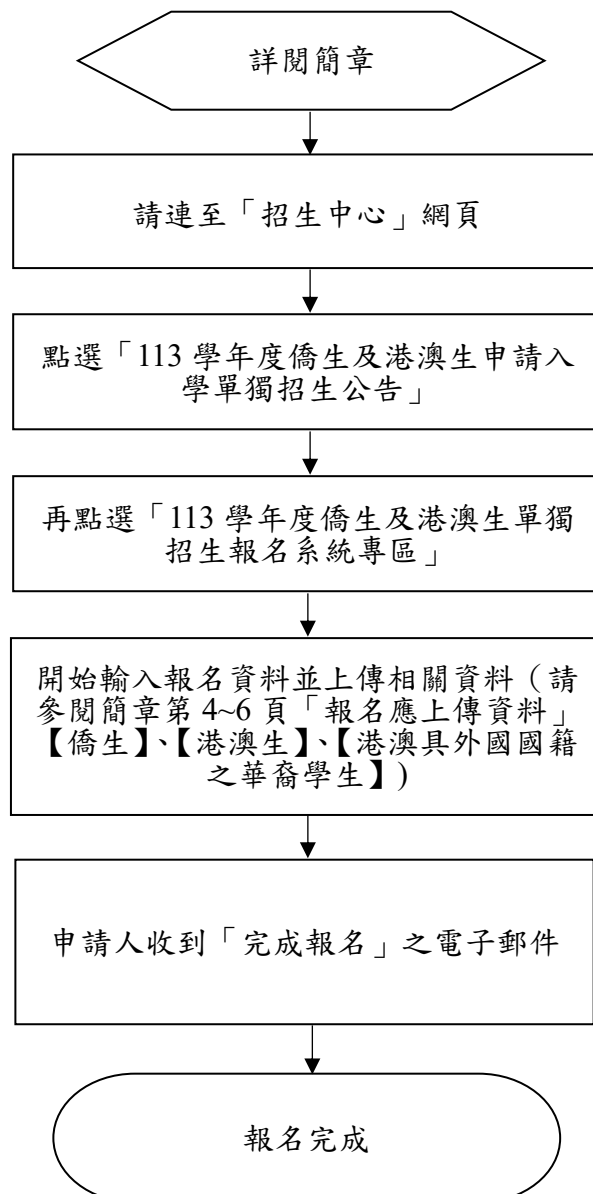 詳閱簡章
請連至「招生中心」網頁
點選「113 學年度僑生及港澳生申請入
學單獨招生公告」
再點選「113 學年度僑生及港澳生單獨
招生報名系統專區」
開始輸入報名資料並上傳相關資料（請
參閱簡章第 4~6 頁「報名應上傳資料」
【僑生】、【港澳生】、【港澳具外國國籍
之華裔學生】)
申請人收到「完成報名」之電子郵件
報名完成